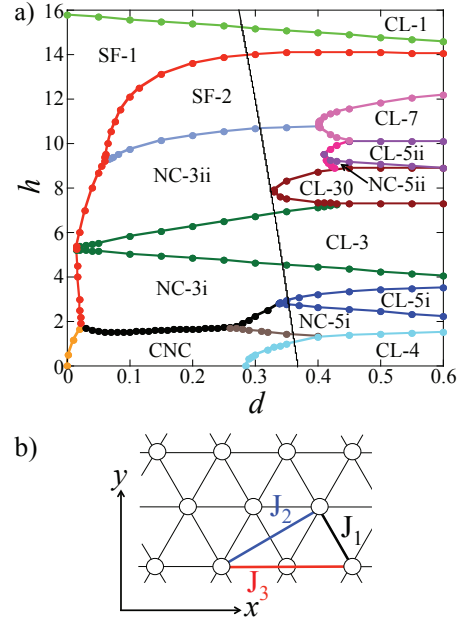 a)
h
16
14
12
10
8
6
4
2
0
CL-1
SF-1
SF-2
CL-7
CL-5ii
NC-3ii
NC-5ii
CL-30
CL-3
NC-3i
CL-5i
NC-5i
CNC
CL-4
0 0.1 0.2 0.3 0.4 0.5 0.6
d
b)
y
J2
J1
J3
x